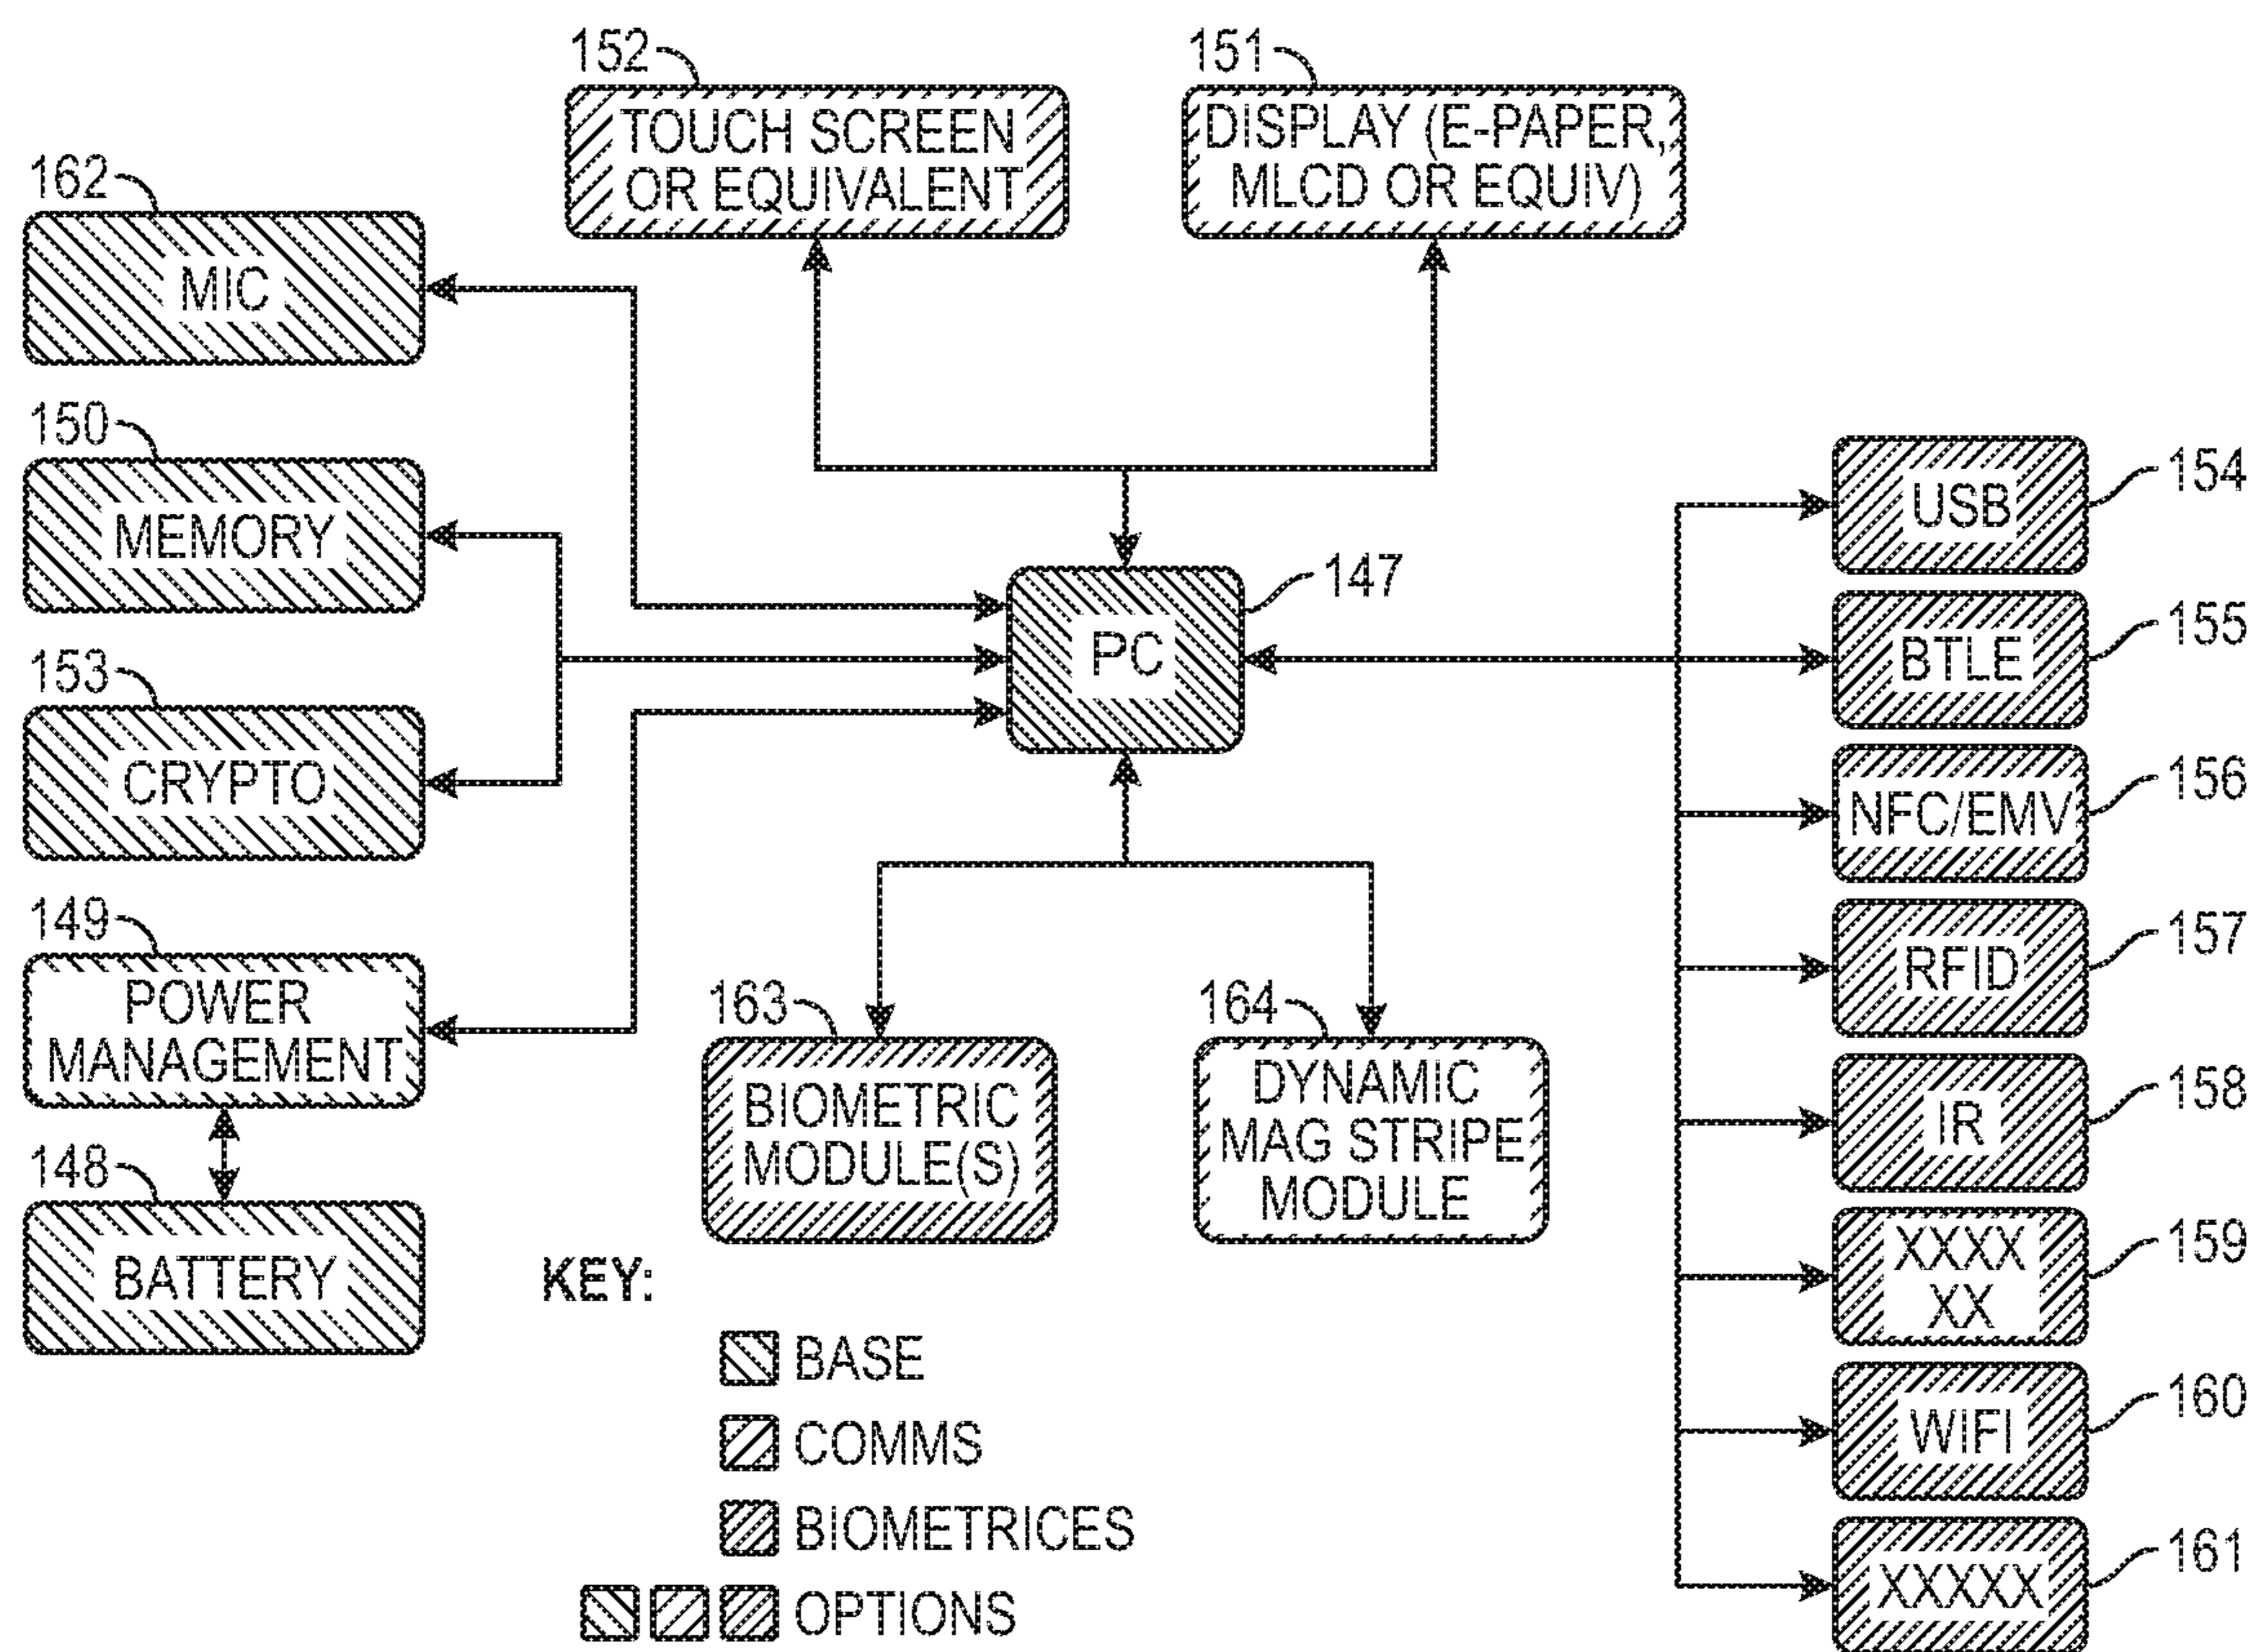 152
TOUCH SCREEN
OR EQUIVALENT
151
DISPLAY (E-PAPER,
MLCD OR EQUIV)
162
MIC
150
MEMORY
153
CRYPTO
149
POWER
MANAGEMENT
148
BATTERY
147
PC
163
BIOMETRIC
MODULE(S)
164
DYNAMIC
MAG STRIPE
MODULE
USB
154
BTLE
155
NFC/EMV
156
RFID
157
IR
158
XXXX
XX
159
WIFI
160
XXXXX
161
KEY:
BASE
COMMS
BIOMETRICES
OPTIONS